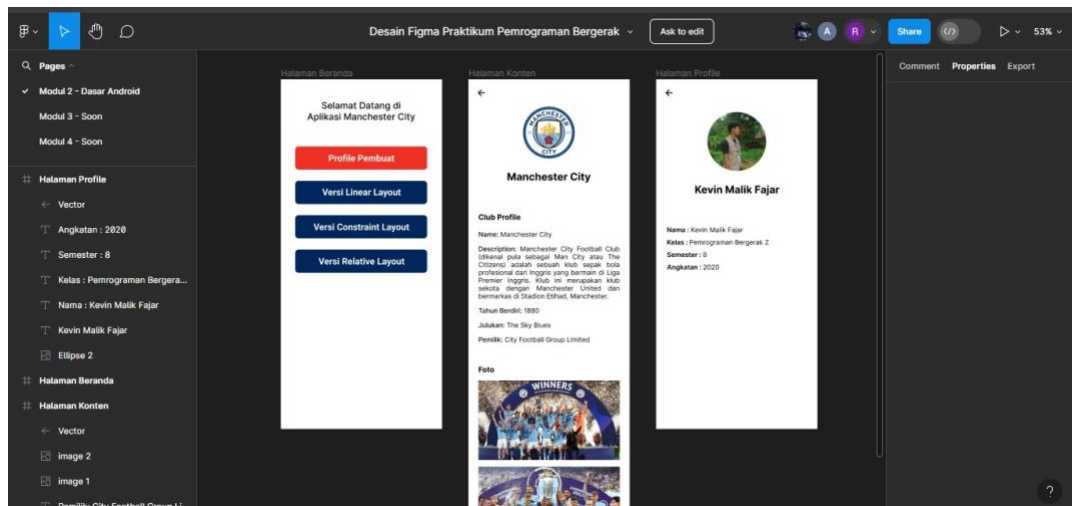 Desain Figma Praktikum Pemrograman Bergerak
Ask to edit
A
R
Share
53%
Pages
Modul 2 - Dasar Android
Modul 3 - Soon
Modul 4 - Soon
Halaman Profile
Vector
Angkatan : 2020
Semester : 8
Kelas : Pemrograman Bergera...
Nama : Kevin Malik Fajar
Kevin Malik Fajar
Ellipse 2
Halaman Beranda
Halaman Konten
Vector
image 2
image 1
Pemilik: City Football Group Li...
Halaman Beranda
Selamat Datang di
Aplikasi Manchester City
Profile Pembuat
Versi Linear Layout
Versi Constraint Layout
Versi Relative Layout
Halaman Konten
MANCHESTER
CITY
Manchester City
Club Profile
Name: Manchester City
Description: Manchester City Football Club
(dikenal pula sebagai Man City atau The
Citizens) adalah sebuah klub sepak bola
profesional dari Inggris yang bermain di Liga
Premier Inggris. Klub ini merupakan klub
sekota dengan Manchester United dan
bermarkas di Stadion Etihad, Manchester.
Tahun Berdiri: 1880
Julukan: The Sky Blues
Pemilik: City Football Group Limited
Foto
WINNERS
Halaman Profile
Kevin Malik Fajar
Nama : Kevin Malik Fajar
Kelas : Pemrograman Bergerak Z
Semester : 8
Angkatan : 2020
Comment
Properties
Export
?